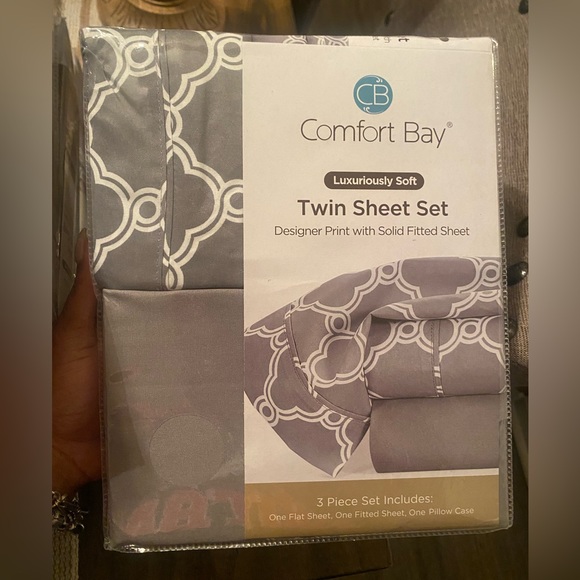 CB
Comfort Bay®
Luxuriously Soft
Twin Sheet Set
Designer Print with Solid Fitted Sheet
3 Piece Set Includes:
One Flat Sheet, One Fitted Sheet, One Pillow Case